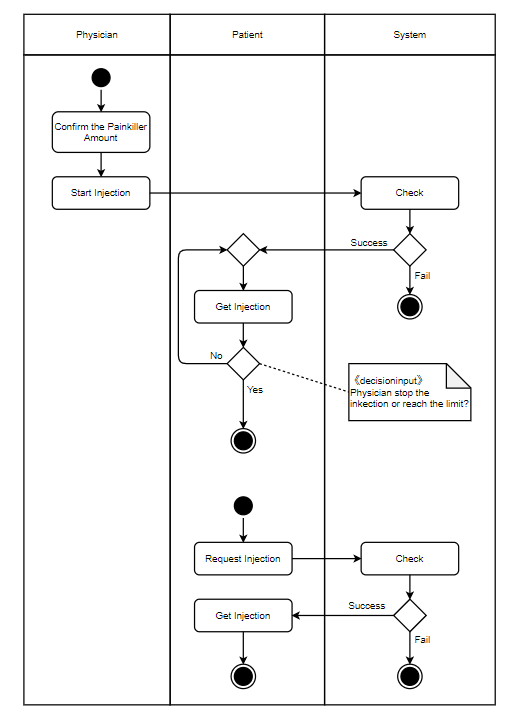 Physician
Patient
System
Confirm the Painkiller
Amount
Start Injection
Check
Success
Fail
Get Injection
No
Yes
《decisioninput》
Physician stop the
inkection or reach the limit?
Request Injection
Check
Success
Get Injection
Fail